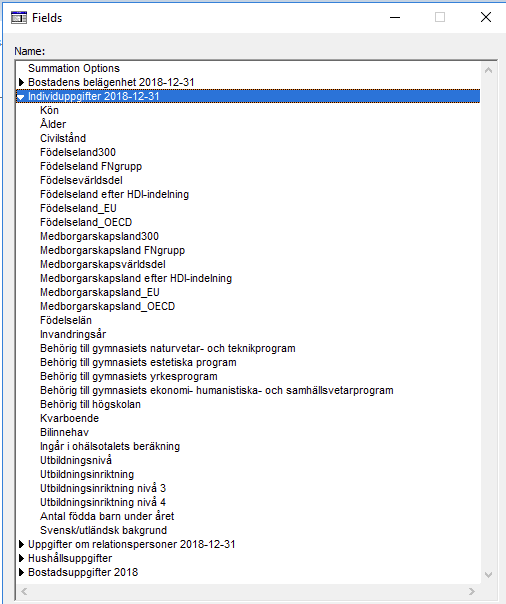 Fields
Name:
Summation Options
Bostadens belägenhet 2018-12-31
Individuppgifter 2018-12-31
Kön
Ålder
Civilstånd
Födelseland300
Födelseland FNgrupp
Födselvärldsdel
Födelseland efter HDI-indelning
Födelseland_EU
Födelseland_OECD
Medborgarskapsland300
Medborgarskapsland FNgrupp
Medborgarskapsvärldsdel
Medborgarskapsland efter HDI-indelning
Medborgarskapsland_EU
Medborgarskapsland_OECD
Födelselän
Invandringsår
Behörig till gymnasiets naturvetar- och teknikprogram
Behörig till gymnasiets estetiska program
Behörig till gymnasiets yrkesprogram
Behörig till gymnasiets ekonomi- humanistiska- och samhällsvetarprogram
Behörig till högskolan
Kvarboende
Bilinnehav
Ingår i ohälsotalets beräkning
Utbildningsnivå
Utbildningsinriktning
Utbildningsinriktning nivå 3
Utbildningsinriktning nivå 4
Antal födda barn under året
Svensk/utländsk bakgrund
Uppgifter om relationspersoner 2018-12-31
Hushållsuppgifter
Bostadsuppgifter 2018